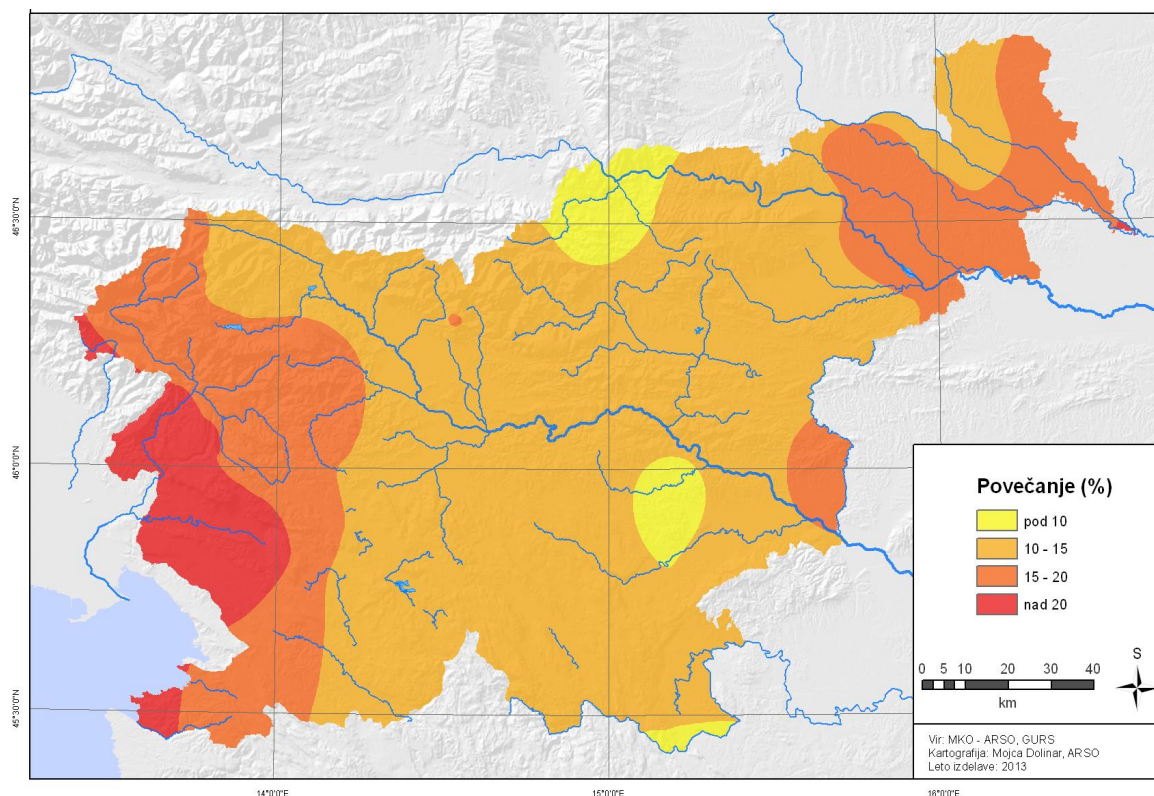 46°30'0"N
46°0'0"N
45°30'0"N
14°0'0"E
15°0'0"E
16°0'0"E
Povečanje (%)
pod 10
10 - 15
15 - 20
nad 20
0 5 10 20 30 40
km
S
Vir: MKO - ARSO, GURS
Kartografija: Mojca Dolinar, ARSO
Leto izdelave: 2013